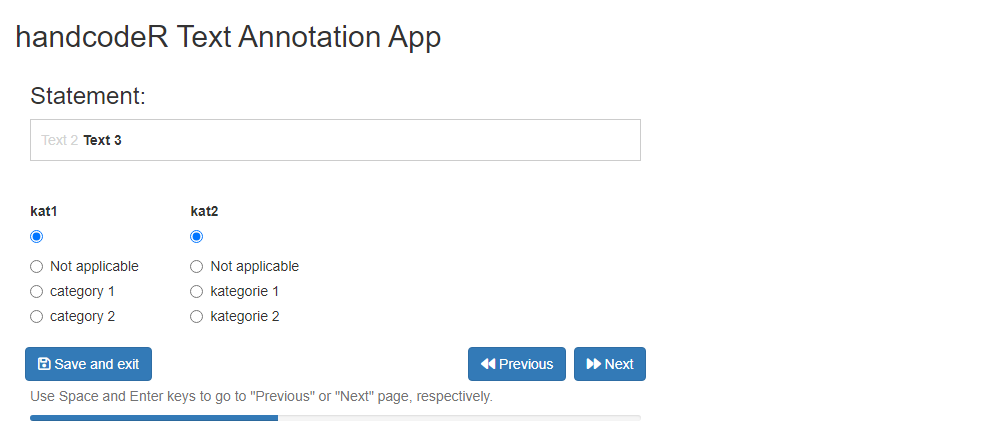 handcodeR Text Annotation App
Statement:
Text 2 Text 3
kat1 kat2
Not applicable Not applicable
category 1 kategorie 1
category 2 kategorie 2
Save and exit Previous Next
Use Space and Enter keys to go to "Previous" or "Next" page, respectively.